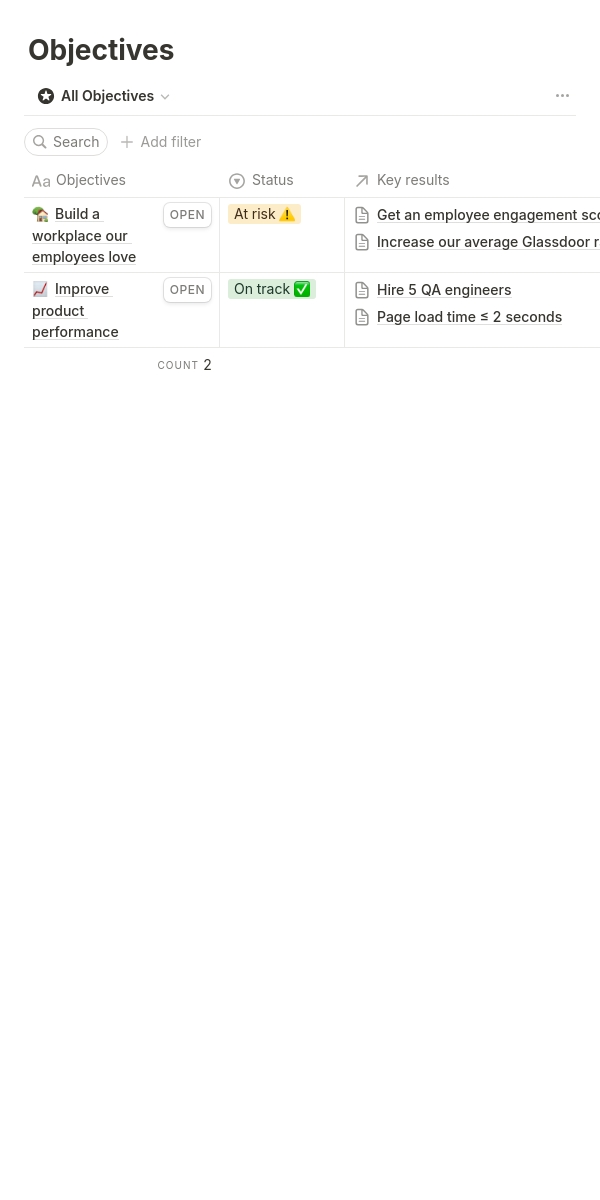 Objectives
All Objectives
Search
Add filter
Aa Objectives
Status
Key results
Build a
workplace our
employees love
OPEN
At risk ⚠️
Get an employee engagement
Increase our average Glassdoor
Improve
product
performance
OPEN
On track ✅
Hire 5 QA engineers
Page load time ≤ 2 seconds
COUNT 2